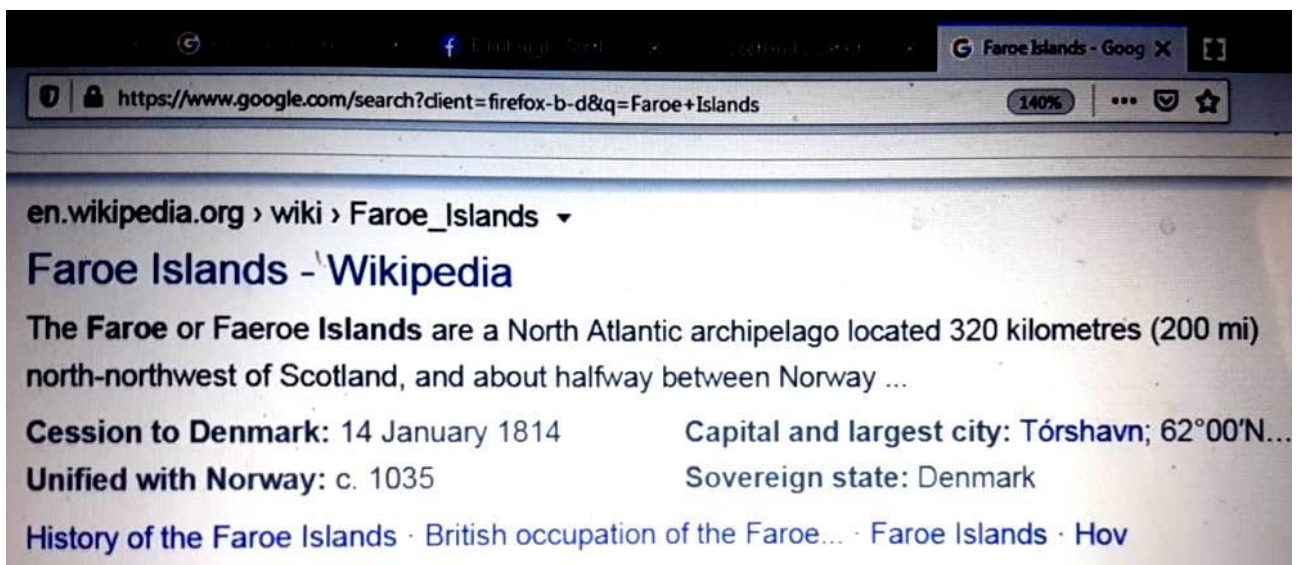 Faroe Islands - Goog
https://www.google.com/search?client=firefox-b-d&q=Faroe+Islands 140%
en.wikipedia.org › wiki › Faroe_Islands
Faroe Islands - Wikipedia
The Faroe or Faeroe Islands are a North Atlantic archipelago located 320 kilometres (200 mi)
north-northwest of Scotland, and about halfway between Norway ...
Cession to Denmark: 14 January 1814 Capital and largest city: Tórshavn; 62°00′N...
Unified with Norway: c. 1035 Sovereign state: Denmark
History of the Faroe Islands · British occupation of the Faroe... · Faroe Islands · Hov